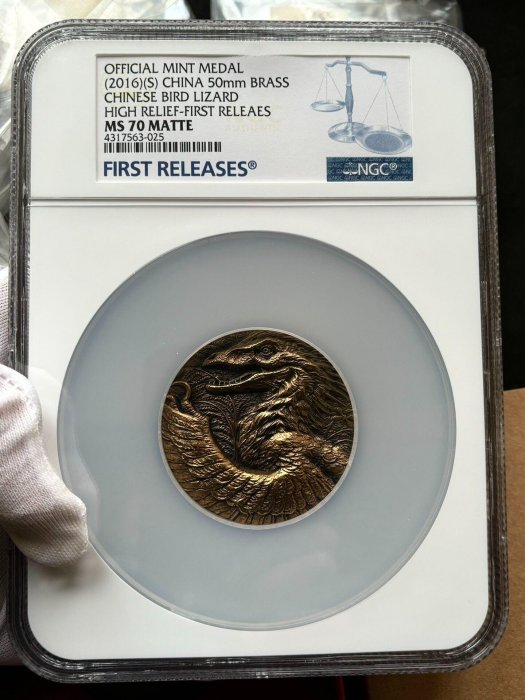 OFFICIAL MINT MEDAL
(2016)(S) CHINA 50mm BRASS
CHINESE BIRD LIZARD
HIGH RELIEF-FIRST RELEAES
MS 70 MATTE
4317563-025
FIRST RELEASES®
NGC®